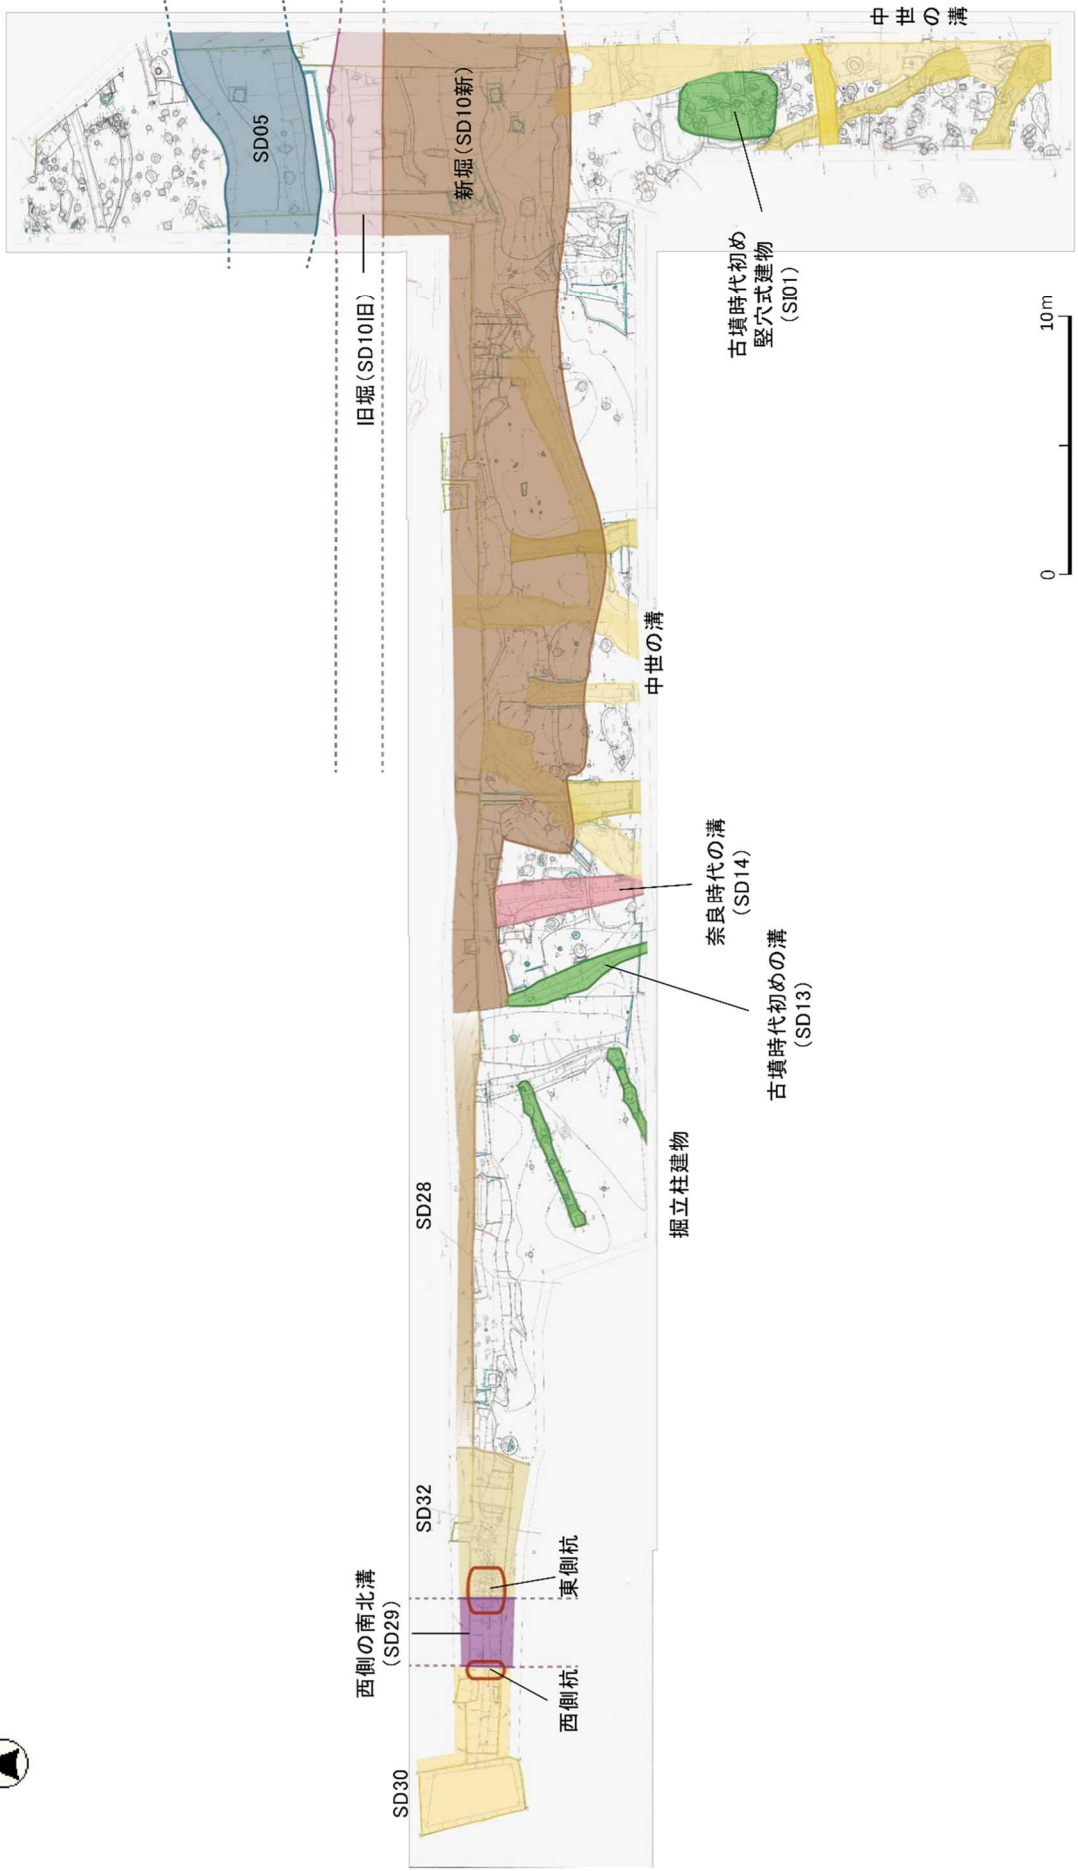 SD05
旧堀（SD10旧）
新堀（SD10新）
中世の溝
古墳時代初め
竪穴式建物
（SI01）
中世の溝
奈良時代の溝
（SD14）
古墳時代初めの溝
（SD13）
掘立柱建物
SD28
SD32
東側杭
西側の南北溝
（SD29）
西側杭
SD30
0
10m